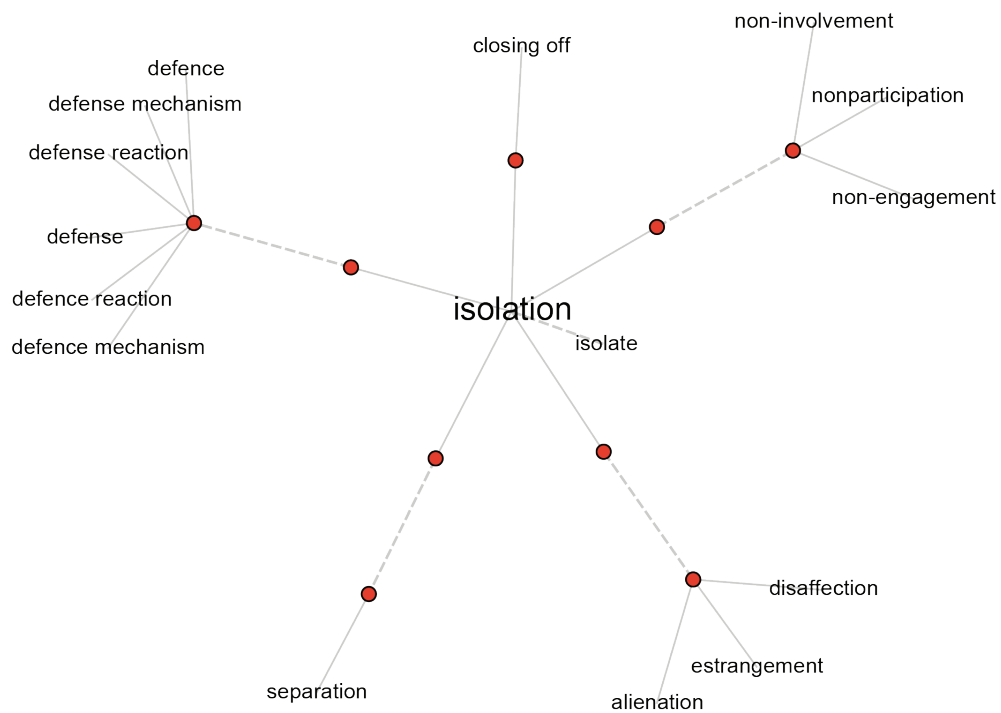 non-involvement
closing off
defence
nonparticipation
defense mechanism
defense reaction
non-engagement
defense
defence reaction
isolation
isolate
defence mechanism
disaffection
estrangement
separation
alienation